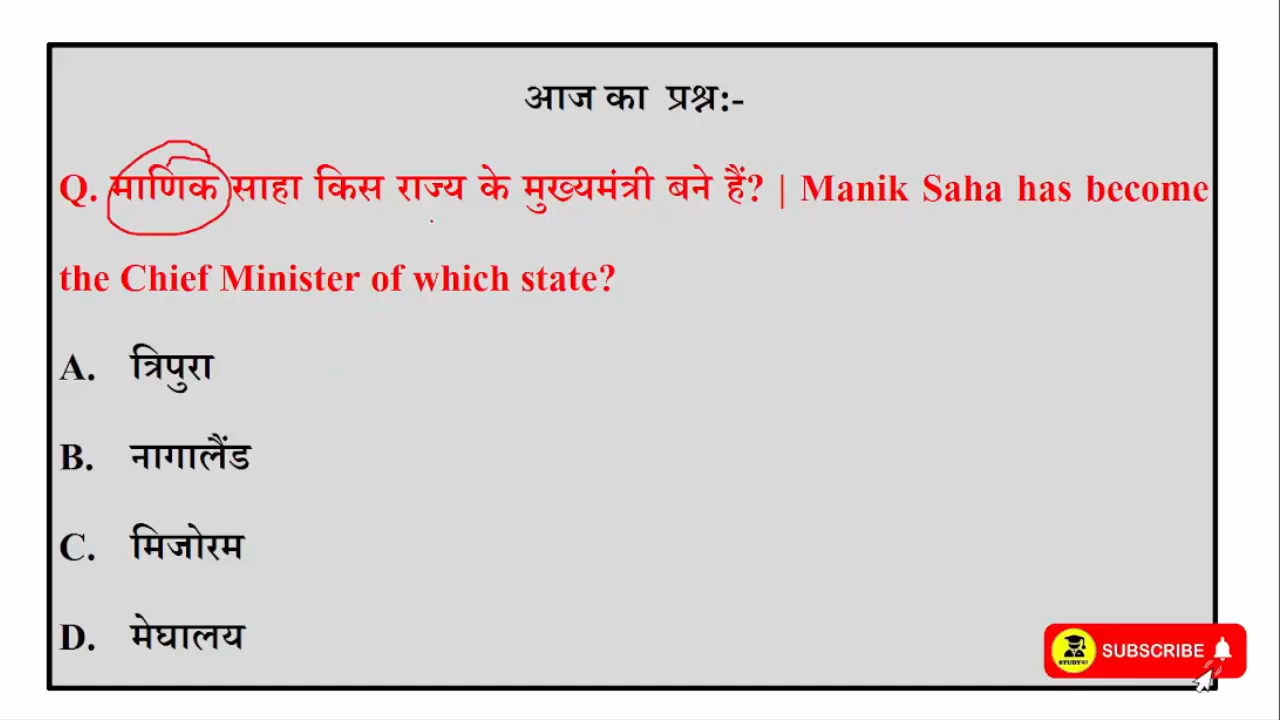 आज का प्रश्न:-
Q. माणिक साहा किस राज्य के मुख्यमंत्री बने हैं? | Manik Saha has become
the Chief Minister of which state?
A. त्रिपुरा
B. नागालैंड
C. मिजोरम
D. मेघालय
SUBSCRIBE